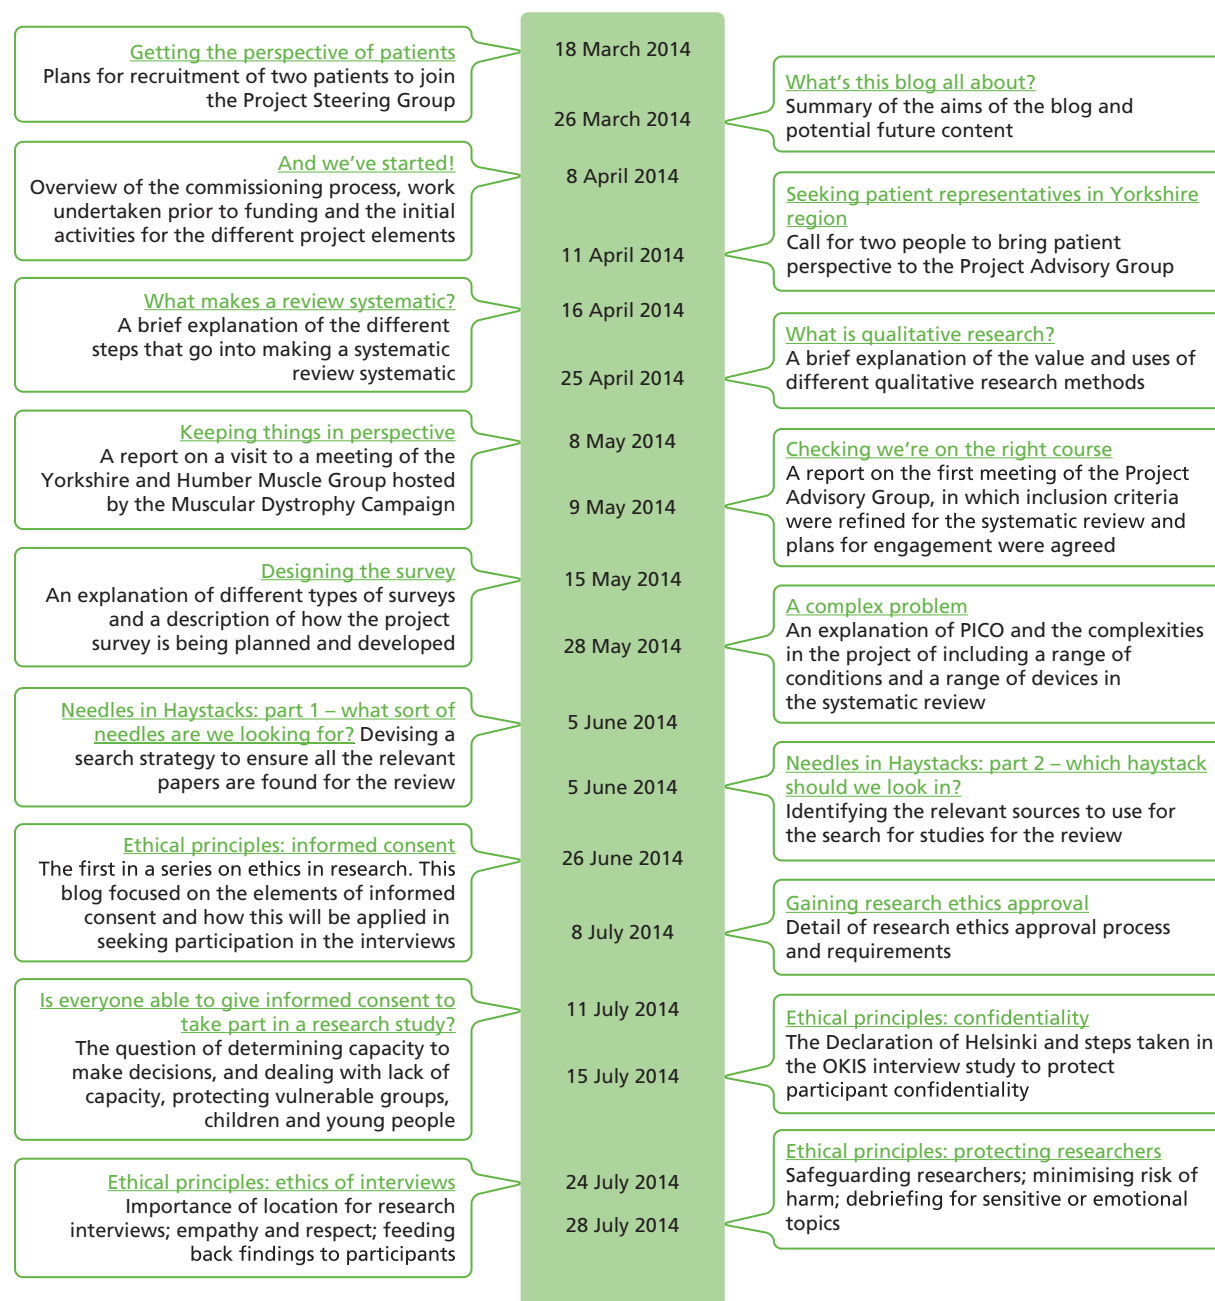 18 March 2014
Getting the perspective of patients
Plans for recruitment of two patients to join
the Project Steering Group
26 March 2014
What's this blog all about?
Summary of the aims of the blog and
potential future content
8 April 2014
And we've started!
Overview of the commissioning process, work
undertaken prior to funding and the initial
activities for the different project elements
11 April 2014
Seeking patient representatives in Yorkshire
region
Call for two people to bring patient
perspective to the Project Advisory Group
16 April 2014
What makes a review systematic?
A brief explanation of the different
steps that go into making a systematic
review systematic
25 April 2014
What is qualitative research?
A brief explanation of the value and uses of
different qualitative research methods
8 May 2014
Keeping things in perspective
A report on a visit to a meeting of the
Yorkshire and Humber Muscle Group hosted
by the Muscular Dystrophy Campaign
9 May 2014
Checking we're on the right course
A report on the first meeting of the Project
Advisory Group, in which inclusion criteria
were refined for the systematic review and
plans for engagement were agreed
15 May 2014
Designing the survey
An explanation of different types of surveys
and a description of how the project
survey is being planned and developed
28 May 2014
A complex problem
An explanation of PICO and the complexities
in the project of including a range of
conditions and a range of devices in
the systematic review
5 June 2014
Needles in Haystacks: part 1 – what sort of
needles are we looking for? Devising a
search strategy to ensure all the relevant
papers are found for the review
5 June 2014
Needles in Haystacks: part 2 – which haystack
should we look in?
Identifying the relevant sources to use for
the search for studies for the review
26 June 2014
Ethical principles: informed consent
The first in a series on ethics in research. This
blog focused on the elements of informed
consent and how this will be applied in
seeking participation in the interviews
8 July 2014
Gaining research ethics approval
Detail of research ethics approval process
and requirements
11 July 2014
Is everyone able to give informed consent to
take part in a research study?
The question of determining capacity to
make decisions, and dealing with lack of
capacity, protecting vulnerable groups,
children and young people
15 July 2014
Ethical principles: confidentiality
The Declaration of Helsinki and steps taken in
the OKIS interview study to protect
participant confidentiality
24 July 2014
Ethical principles: ethics of interviews
Importance of location for research
interviews; empathy and respect; feeding
back findings to participants
28 July 2014
Ethical principles: protecting researchers
Safeguarding researchers; minimising risk of
harm; debriefing for sensitive or emotional
topics